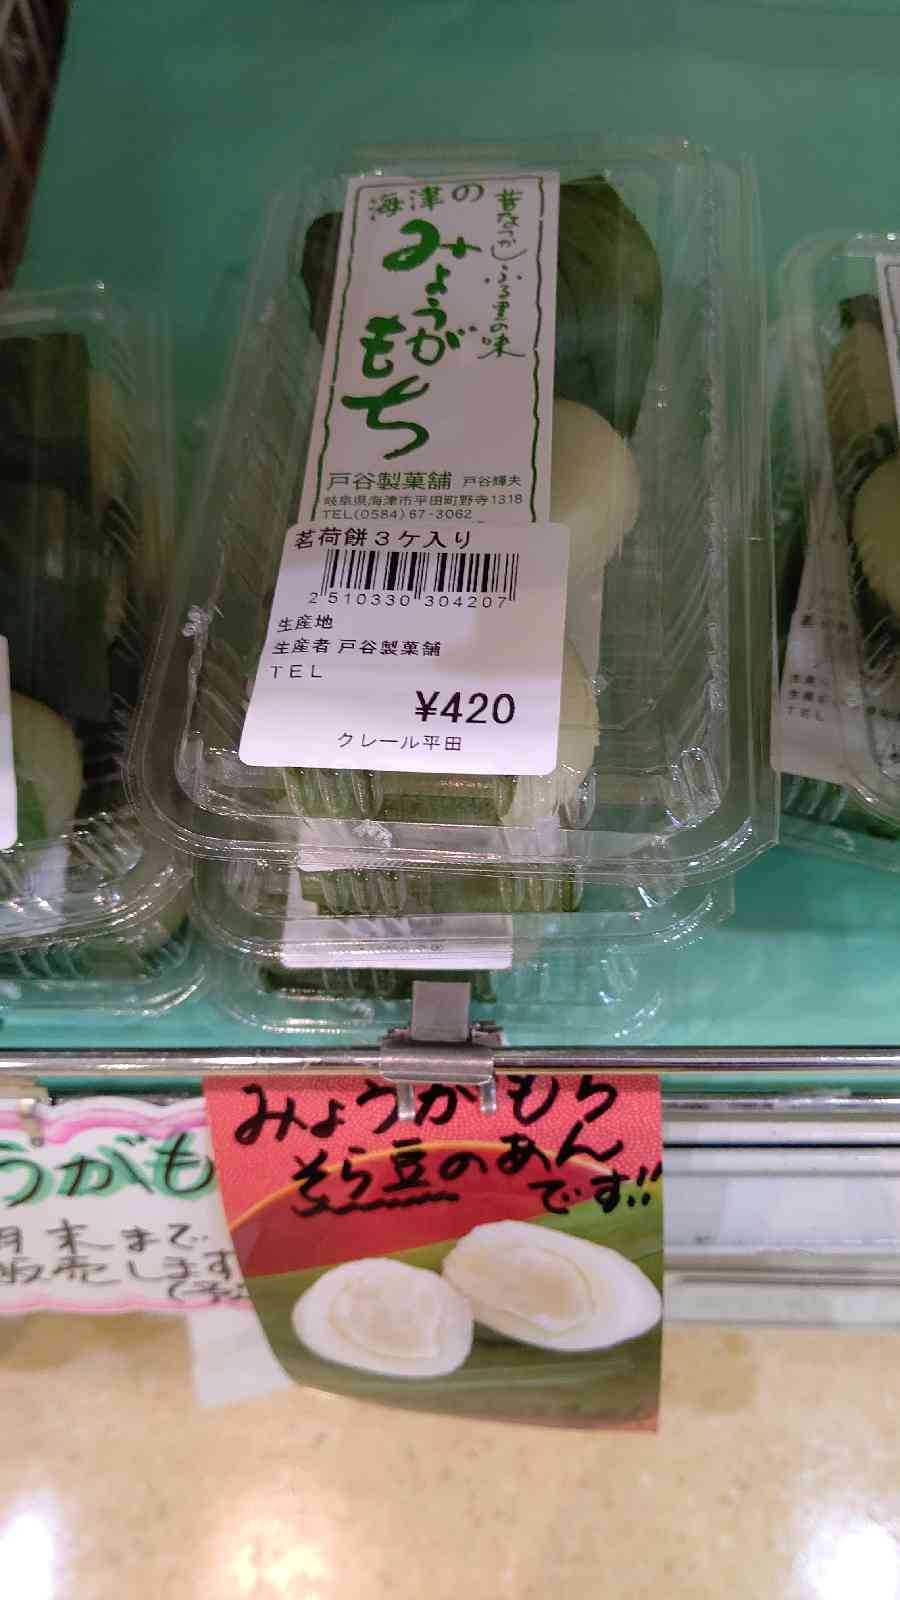 海津の
みょうが
もち
昔なつかしふる里の味
戸谷製菓舗 戸谷輝夫
岐阜県海津市平田町野寺1318
TEL(0584)67-3062
茗荷餅3ケ入り
2 510330 304207
生産地
生産者 戸谷製菓舗
TEL
¥420
クレール平田
みょうがもち
そら豆のあん
です!!
うがも
月末まで
販売します